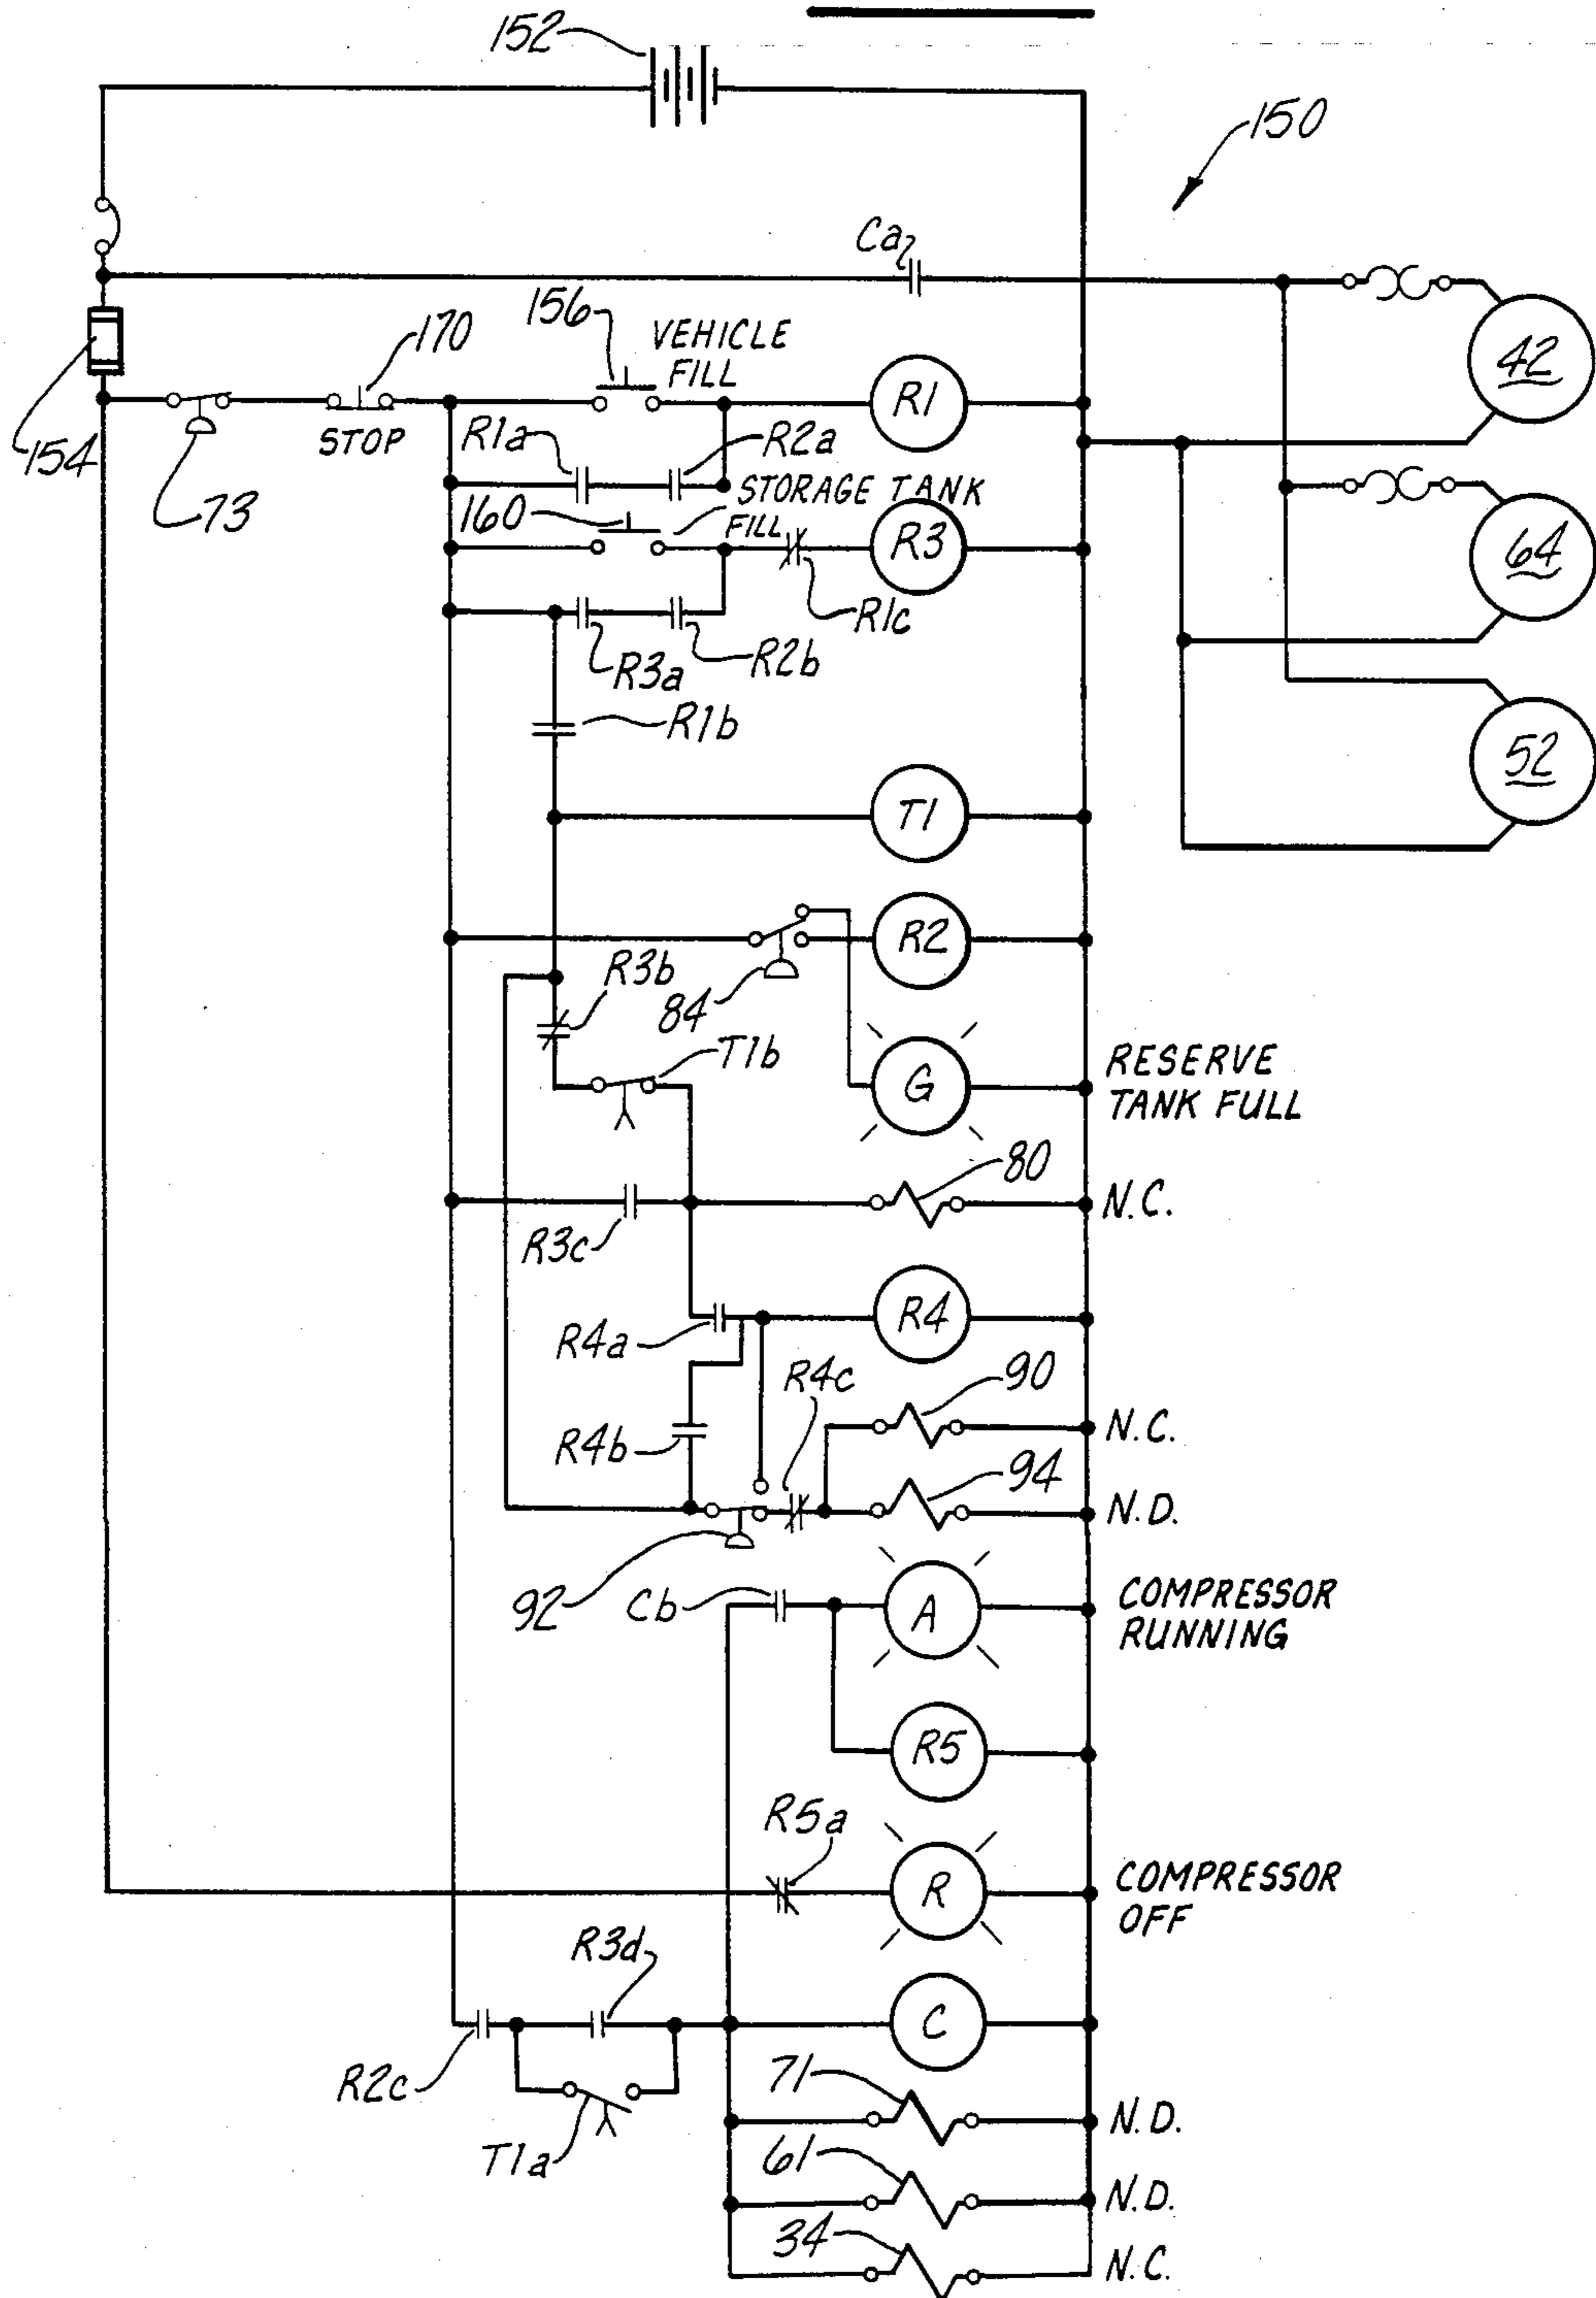 152
150
Ca
156
VEHICLE
FILL
170
R1
42
STOP
R1a
R2a
154
73
160
STORAGE TANK
FILL
R3
64
R1c
R3a
R2b
R1b
T1
52
R2
R3b
84
T1b
G
RESERVE
TANK FULL
80
N.C.
R3c
R4
R4a
R4c
90
N.C.
R4b
94
N.O.
92
Cb
A
COMPRESSOR
RUNNING
R5
R5a
R
COMPRESSOR
OFF
R3d
C
R2c
71
N.O.
T1a
61
N.O.
34
N.C.